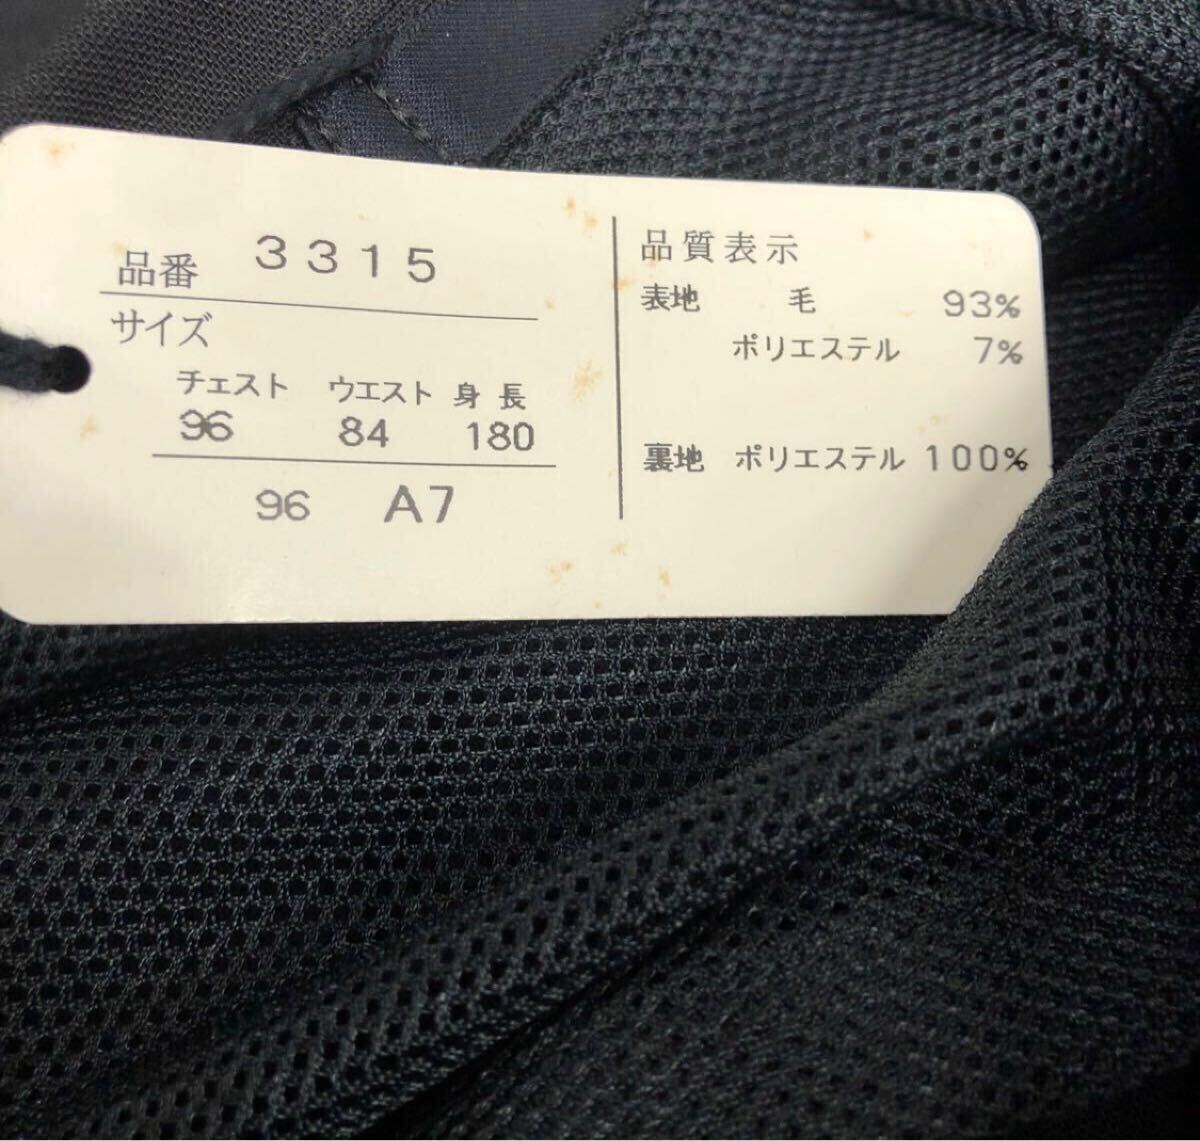 品番 3315
サイズ
チェスト ウエスト 身長
96 84 180
96 A7
品質表示
表地 毛 93%
ポリエステル 7%
裏地 ポリエステル 100%